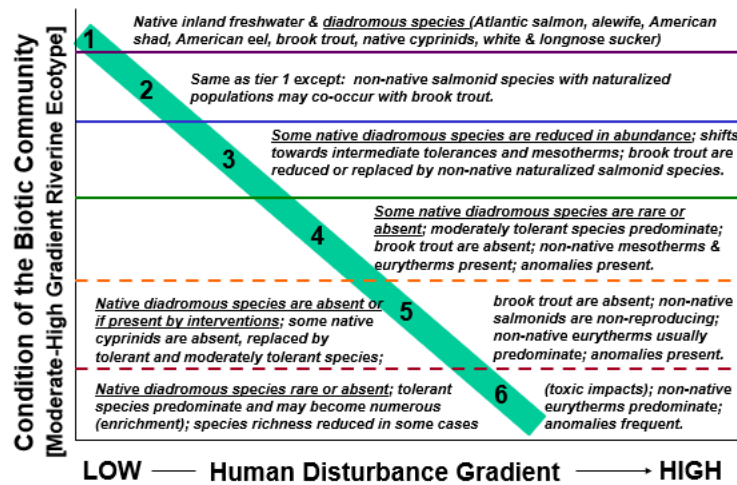 Condition of the Biotic Community
[Moderate-High Gradient Riverine Ecotype]
1
Native inland freshwater & diadromous species (Atlantic salmon, alewife, American
shad, American eel, brook trout, native cyprinids, white & longnose sucker)
2
Same as tier 1 except: non-native salmonid species with naturalized
populations may co-occur with brook trout.
3
Some native diadromous species are reduced in abundance; shifts
towards intermediate tolerances and mesotherms; brook trout are
reduced or replaced by non-native naturalized salmonid species.
4
Some native diadromous species are rare or
absent; moderately tolerant species predominate;
brook trout are absent; non-native mesotherms &
eurytherms present; anomalies present.
Native diadromous species are absent or
if present by interventions; some native
cyprinids are absent, replaced by
tolerant and moderately tolerant species;
5
brook trout are absent; non-native
salmonids are non-reproducing;
non-native eurytherms usually
predominate; anomalies present.
Native diadromous species rare or absent; tolerant
species predominate and may become numerous
(enrichment); species richness reduced in some cases
6
(toxic impacts); non-native
eurytherms predominate;
anomalies frequent.
LOW Human Disturbance Gradient HIGH